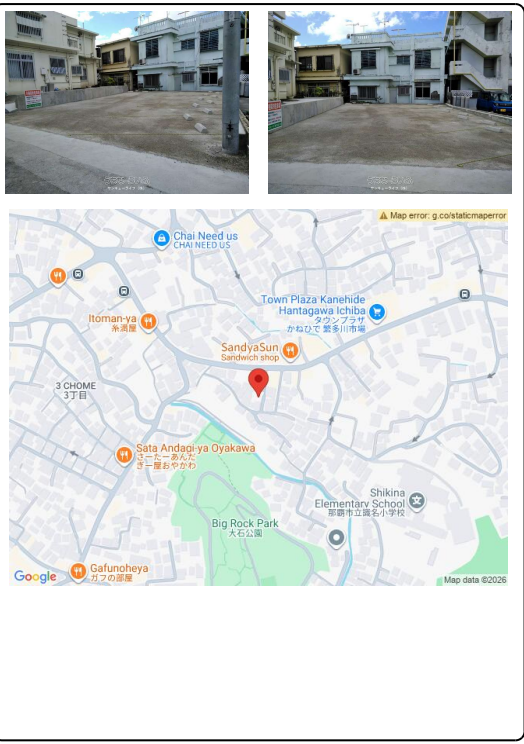 Map error: g.co/staticmaperror
Chai Need us
CHAI NEED US
Town Plaza Kanehide
Hantagawa Ichiba
タウンプラザ
かねひで 繁多川市場
Itoman-ya
糸満屋
SandyaSun
Sandwich shop
3 CHOME
3丁目
Sata Andagi-ya Oyakawa
さーたーあんだ
ぎー屋おやかわ
Shikina
Elementary School
那覇市立識名小学校
Big Rock Park
大石公園
Gafunoheya
ガフの部屋
Google
Map data ©2026